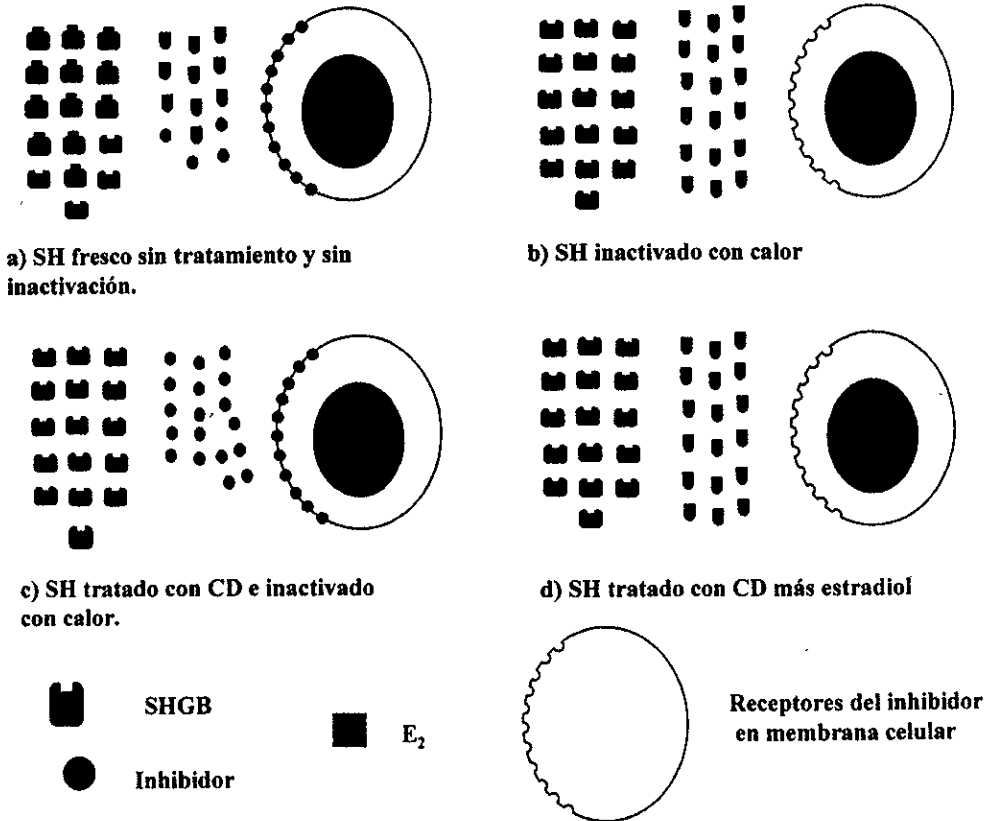 a) SH fresco sin tratamiento y sin
inactivación.
b) SH inactivado con calor
c) SH tratado con CD e inactivado
con calor.
d) SH tratado con CD más estradiol
SHGB
E₂
Inhibidor
Receptores del inhibidor
en membrana celular